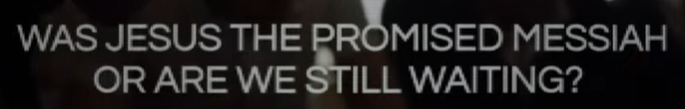 WAS JESUS THE PROMISED MESSIAH
OR ARE WE STILL WAITING?